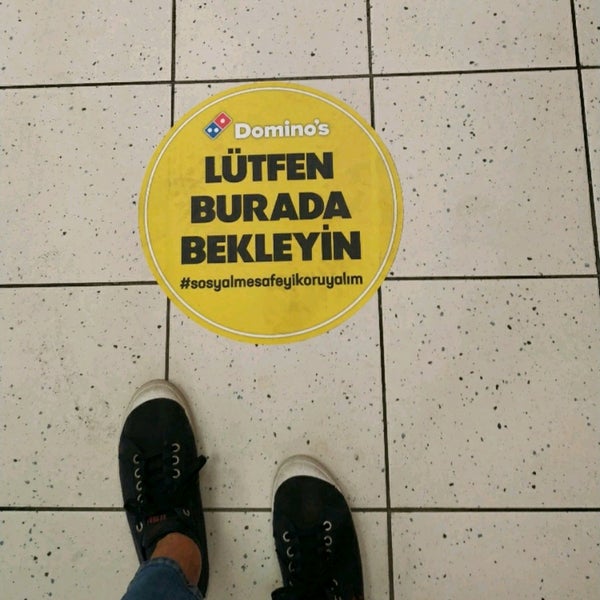 Domino's
LÜTFEN
BURADA
BEKLEYİN
#sosyalmesafeyikoruyalım